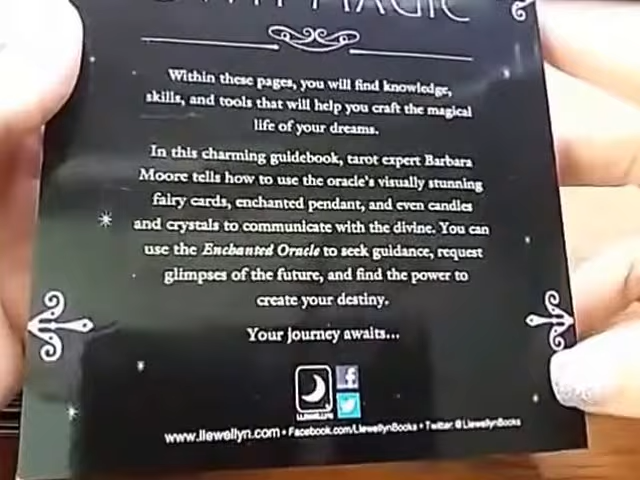 MAGIC
Within these pages, you will find knowledge,
skills, and tools that will help you craft the magical
life of your dreams.
In this charming guidebook, tarot expert Barbara
Moore tells how to use the oracle's visually stunning
fairy cards, enchanted pendant, and even candles
and crystals to communicate with the divine. You can
use the Enchanted Oracle to seek guidance, request
glimpses of the future, and find the power to
create your destiny.
Your journey awaits...
f
LLEWELLYN
www.llewellyn.com • Facebook.com/LlewellynBooks • Twitter: @LlewellynBooks